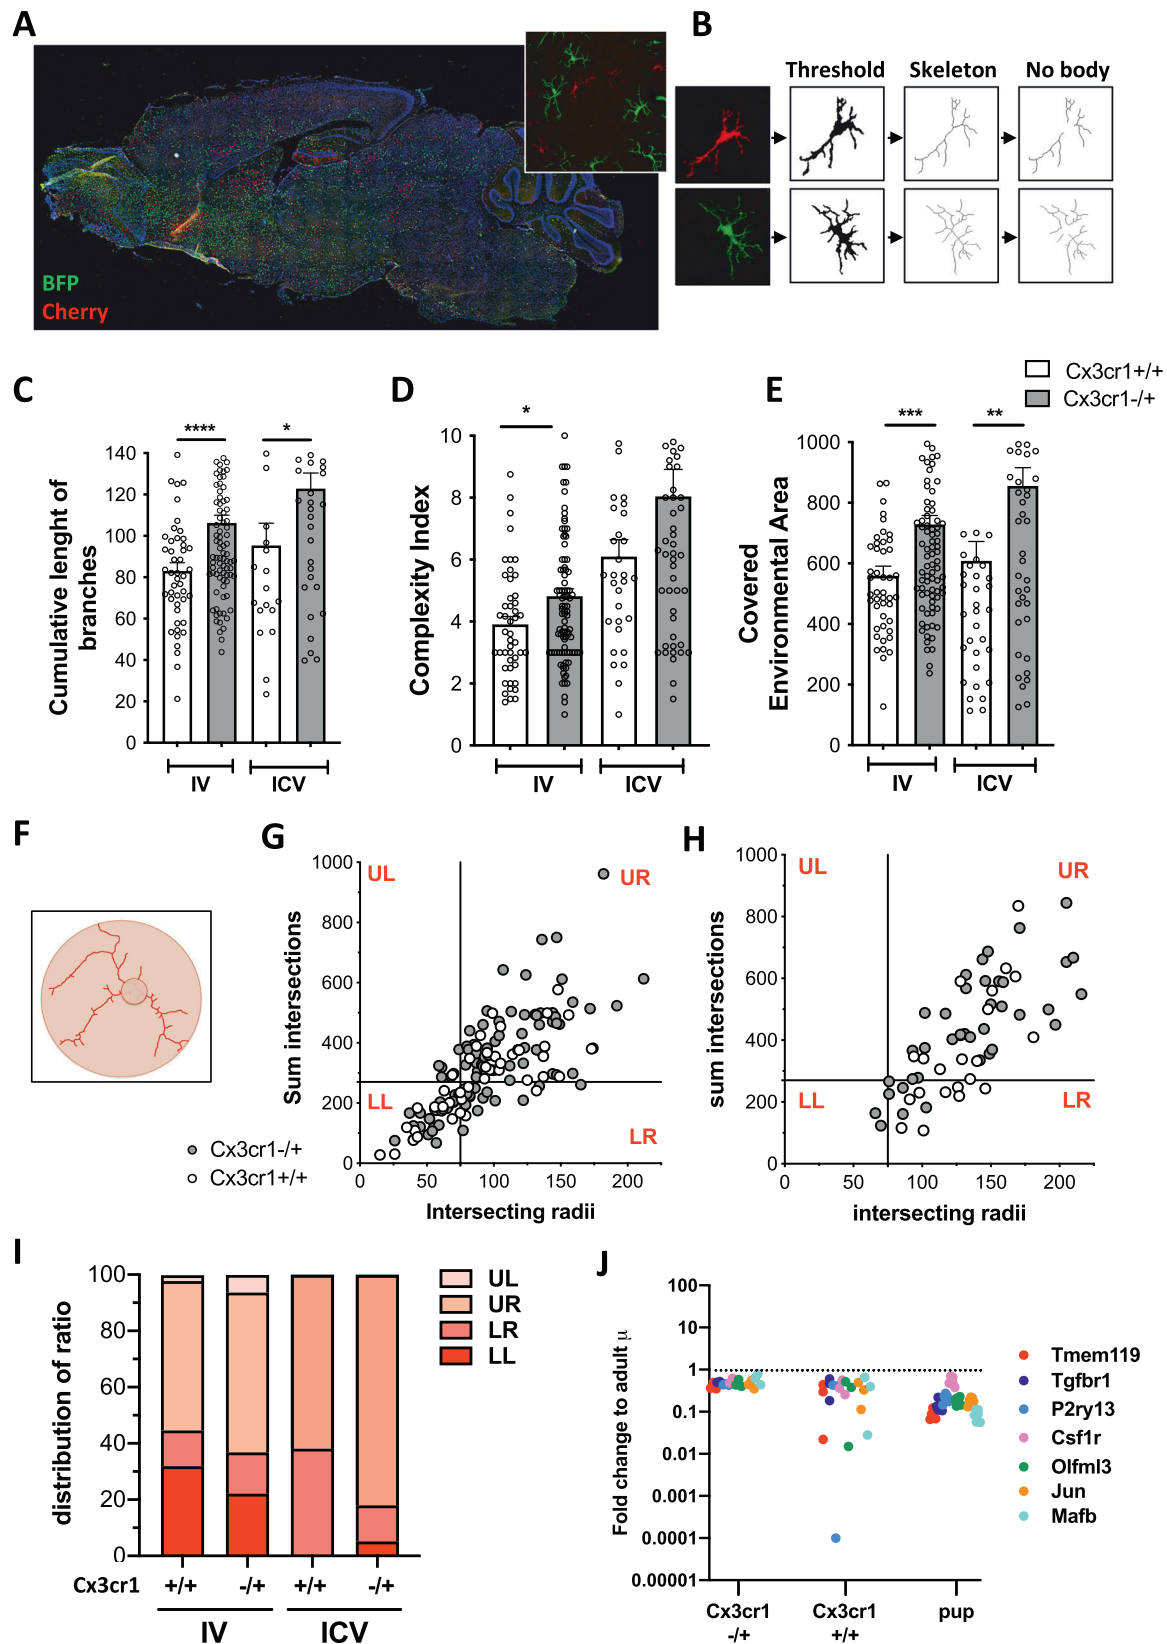 A
BFP
Cherry
B
Threshold Skeleton No body
Cx3cr1+/+
Cx3cr1-/+
C
Cumulative lenght of branches
140
120
100
80
60
40
20
0
**** *
IV ICV
D
Complexity Index
10
8
6
4
2
0
*
IV ICV
E
Covered Environmental Area
1000
800
600
400
200
0
*** **
IV ICV
F
Cx3cr1-/+
Cx3cr1+/+
G
Sum intersections
1000
800
600
400
200
0
UL UR
LL LR
0 50 100 150 200
Intersecting radii
H
sum intersections
1000
800
600
400
200
0
UL UR
LL LR
0 50 100 150 200
intersecting radii
I
distribution of ratio
100
80
60
40
20
0
UL
UR
LR
LL
Cx3cr1 +/+ -/+ +/+ -/+
IV ICV
J
Fold change to adult μ
100
10
1
0.1
0.01
0.001
0.0001
0.00001
Cx3cr1 -/+
Cx3cr1 +/+
pup
Tmem119
Tgfbr1
P2ry13
Csf1r
Olfml3
Jun
Mafb